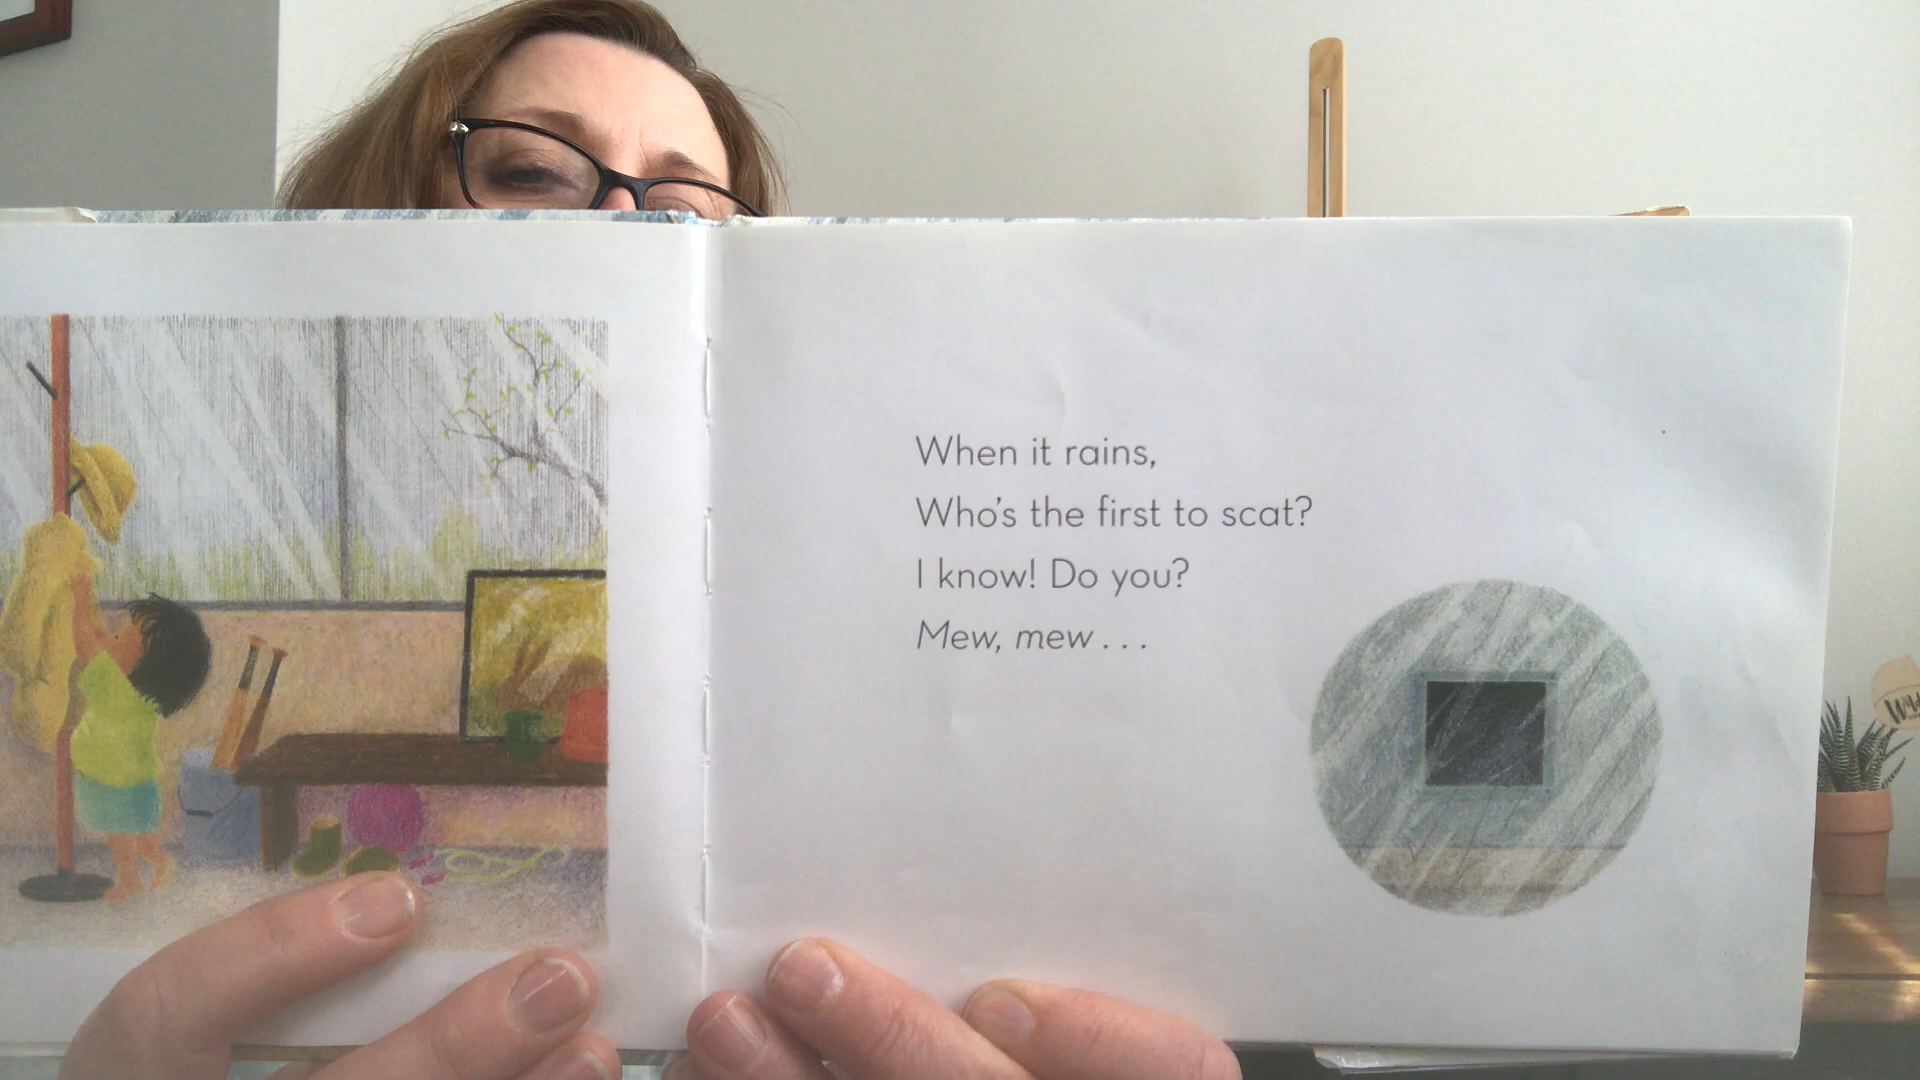 When it rains,
Who's the first to scat?
I know! Do you?
Mew, mew . . .